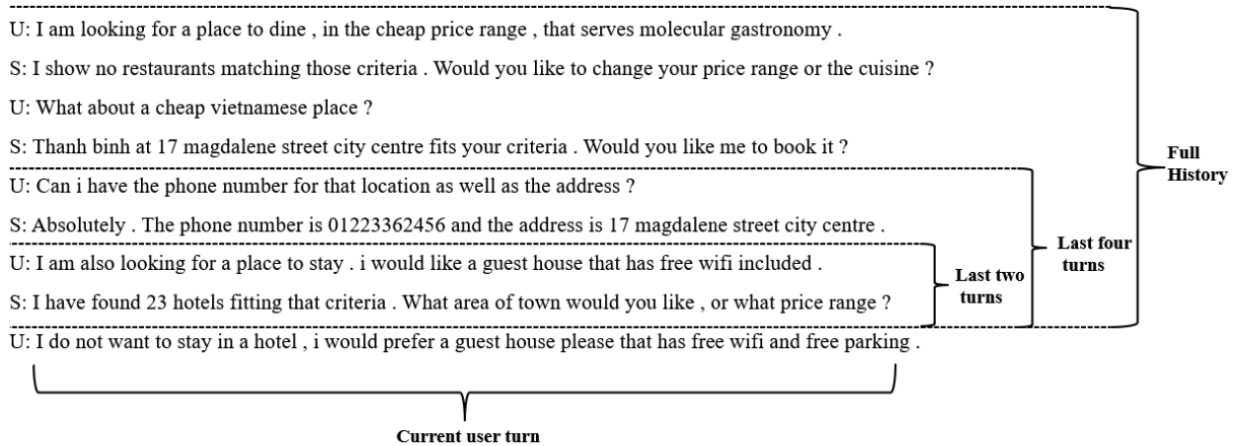 U: I am looking for a place to dine , in the cheap price range , that serves molecular gastronomy .
S: I show no restaurants matching those criteria . Would you like to change your price range or the cuisine ?
U: What about a cheap vietnamese place ?
S: Thanh binh at 17 magdalene street city centre fits your criteria . Would you like me to book it ?
Full
History
U: Can i have the phone number for that location as well as the address ?
S: Absolutely . The phone number is 01223362456 and the address is 17 magdalene street city centre .
Last four
turns
U: I am also looking for a place to stay . i would like a guest house that has free wifi included .
S: I have found 23 hotels fitting that criteria . What area of town would you like , or what price range ?
Last two
turns
U: I do not want to stay in a hotel , i would prefer a guest house please that has free wifi and free parking .
Current user turn